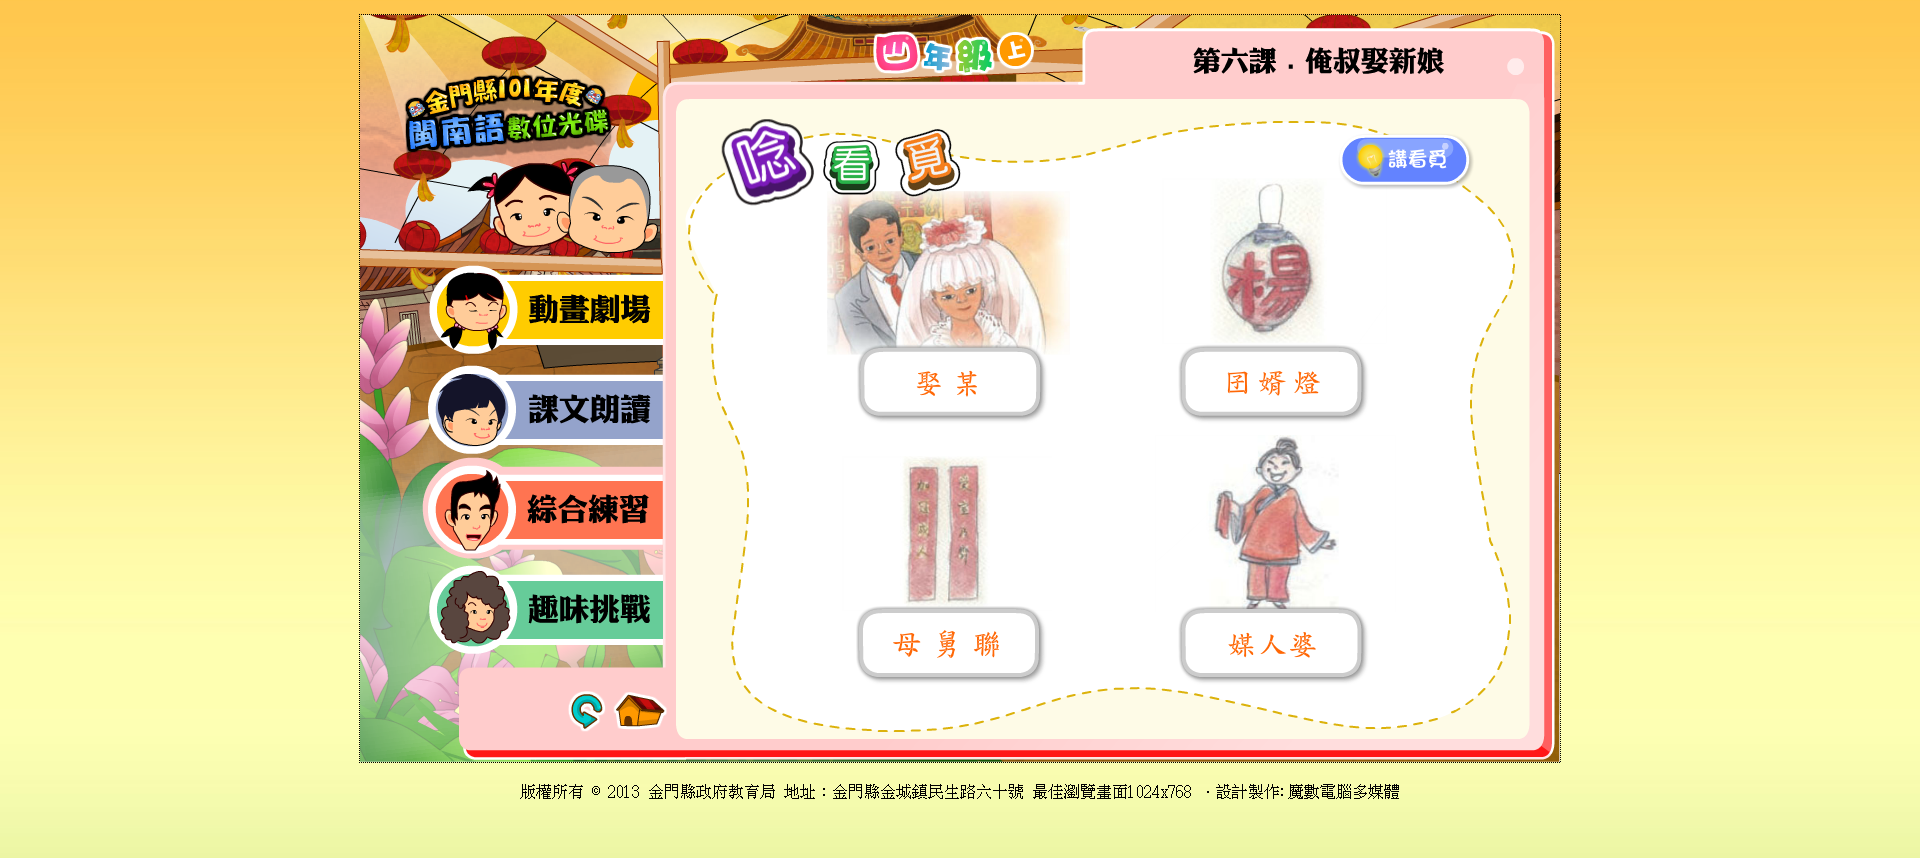 金門縣101年度
閩南語數位光碟
四年級上
第六課．俺叔娶新娘
唸看覓
講看覓
楊
娶某
囝婿燈
母舅聯
媒人婆
動畫劇場
課文朗讀
綜合練習
趣味挑戰
版權所有 © 2013 金門縣政府教育局 地址：金門縣金城鎮民生路六十號 最佳瀏覽畫面1024x768 ．設計製作: 魔數電腦多媒體